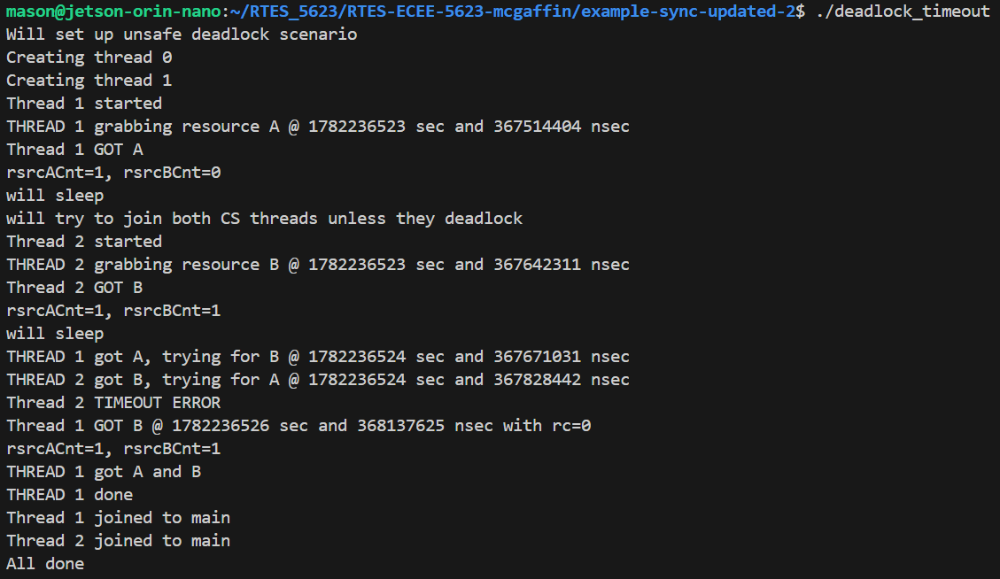 mason@jetson-orin-nano:~/RTES_5623/RTES-ECEE-5623-mcgaffin/example-sync-updated-2$ ./deadlock_timeout
Will set up unsafe deadlock scenario
Creating thread 0
Creating thread 1
Thread 1 started
THREAD 1 grabbing resource A @ 1782236523 sec and 367514404 nsec
Thread 1 GOT A
rsrcACnt=1, rsrcBCnt=0
will sleep
will try to join both CS threads unless they deadlock
Thread 2 started
THREAD 2 grabbing resource B @ 1782236523 sec and 367642311 nsec
Thread 2 GOT B
rsrcACnt=1, rsrcBCnt=1
will sleep
THREAD 1 got A, trying for B @ 1782236524 sec and 367671031 nsec
THREAD 2 got B, trying for A @ 1782236524 sec and 367828442 nsec
Thread 2 TIMEOUT ERROR
Thread 1 GOT B @ 1782236526 sec and 368137625 nsec with rc=0
rsrcACnt=1, rsrcBCnt=1
THREAD 1 got A and B
THREAD 1 done
Thread 1 joined to main
Thread 2 joined to main
All done